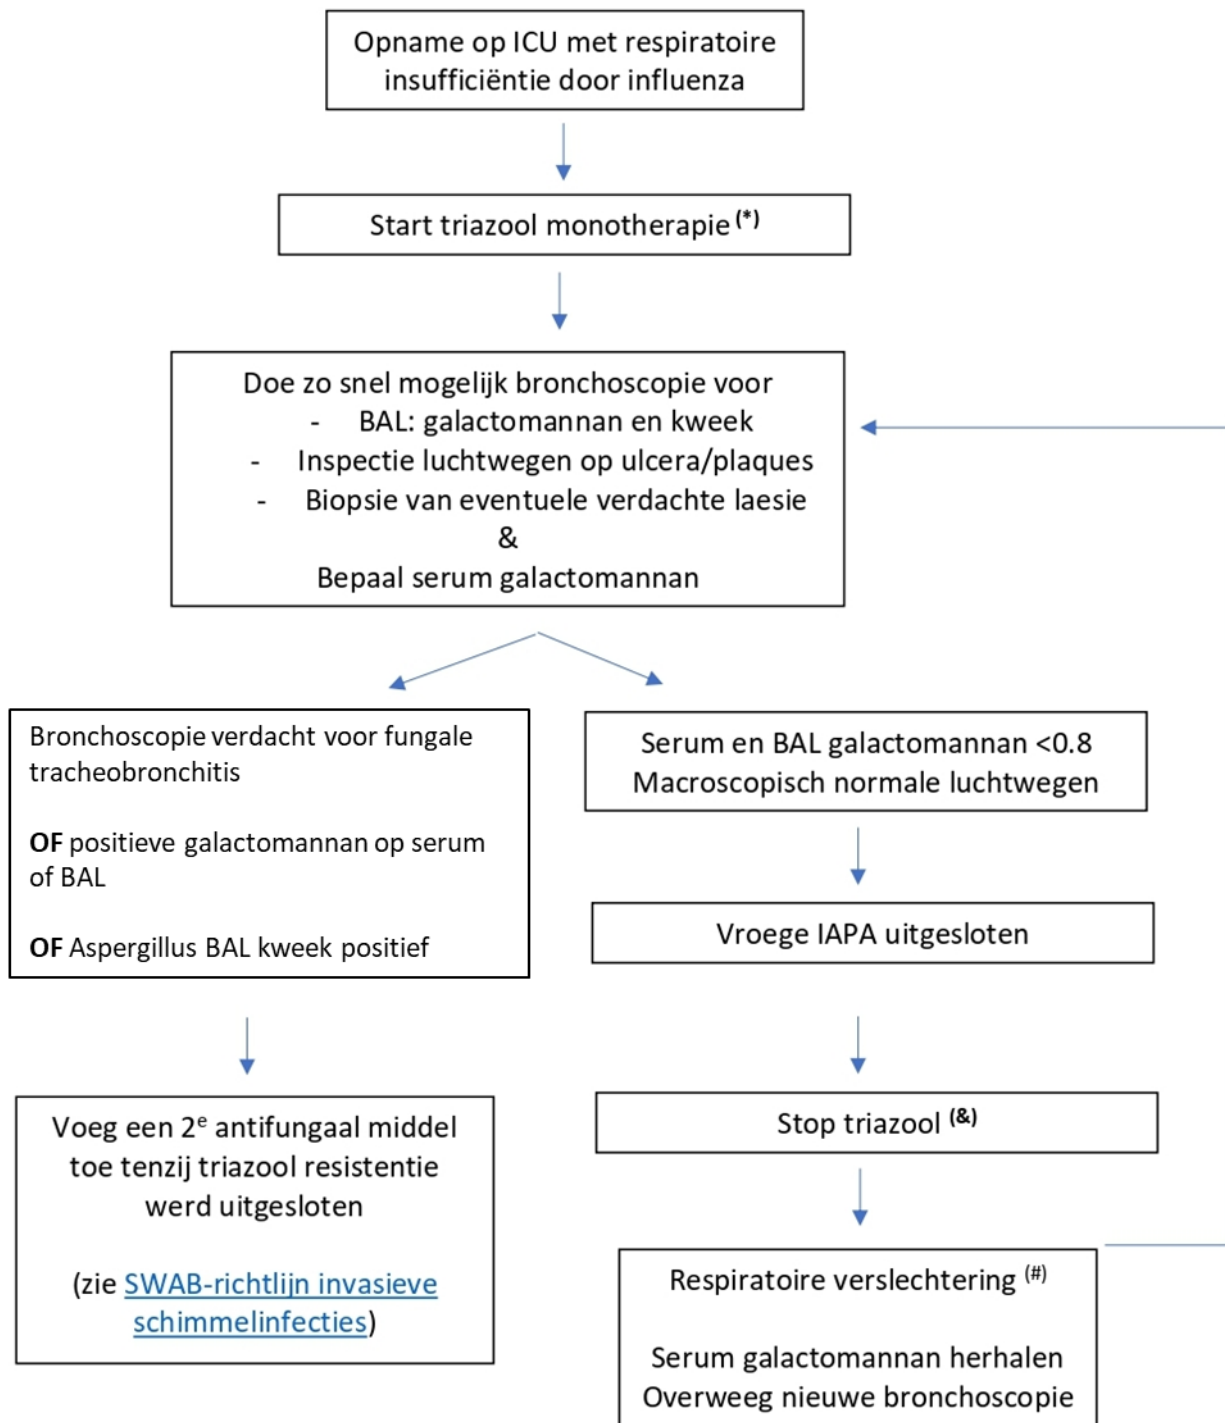 Opname op ICU met respiratoire
insufficiëntie door influenza
Start triazool monotherapie (*)
Doe zo snel mogelijk bronchoscopie voor
- BAL: galactomannan en kweek
- Inspectie luchtwegen op ulcera/plaques
- Biopsie van eventuele verdachte laesie
&
Bepaal serum galactomannan
Bronchoscopie verdacht voor fungale
tracheobronchitis
OF positieve galactomannan op serum
of BAL
OF Aspergillus BAL kweek positief
Voeg een 2e antifungaal middel
toe tenzij triazool resistentie
werd uitgesloten
(zie SWAB-richtlijn invasieve
schimmelinfecties)
Serum en BAL galactomannan <0.8
Macroscopisch normale luchtwegen
Vroege IAPA uitgesloten
Stop triazool (&)
Respiratoire verslechtering (#)
Serum galactomannan herhalen
Overweeg nieuwe bronchoscopie